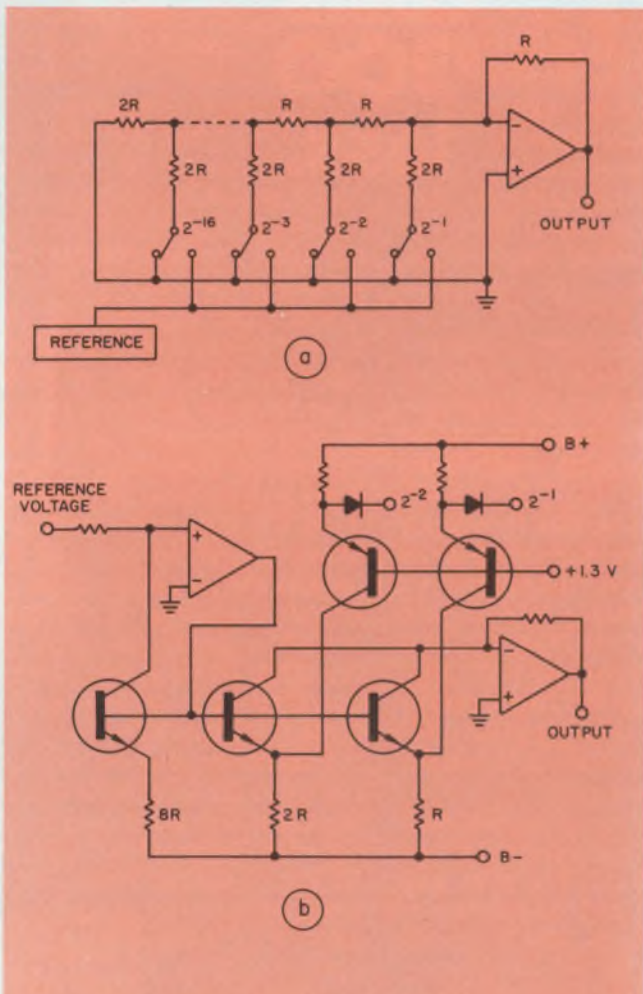 R
2R
R
R
2R
2R
2R
2R
2⁻¹⁶
2⁻³
2⁻²
2⁻¹
-
+
OUTPUT
REFERENCE
a
B+
REFERENCE
VOLTAGE
2⁻²
2⁻¹
+
-
+1.3 V
-
+
OUTPUT
8R
2R
R
B-
b